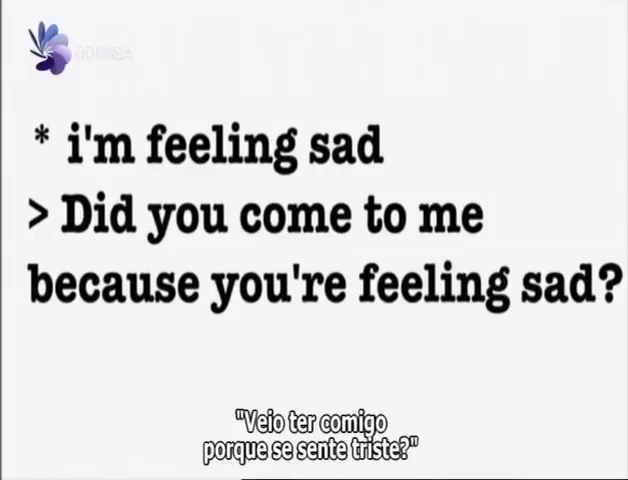 * i'm feeling sad
> Did you come to me
because you're feeling sad?
"Veio ter comigo
porque se sente triste?"